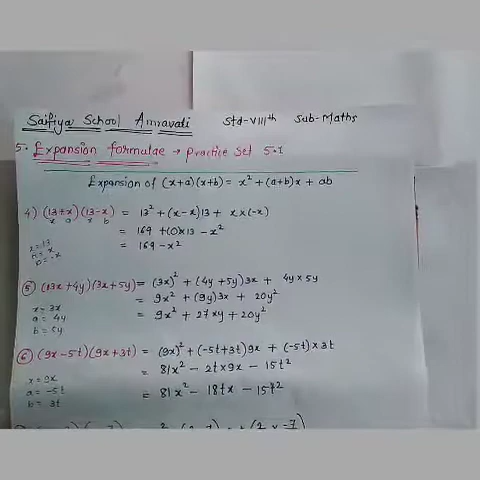 Saifiya School Amravati Std-VIIIth Sub-Maths
5. Expansion formulae → Practice Set 5.1
Expansion of (x+a)(x+b) = x² + (a+b)x + ab
4) (13+x)(13-x) = 13² + (x-x)13 + x×(-x)
x a x b
= 169 + (0)×13 - x²
= 169 - x²
x=13
a=x
b=-x
⑤ (13x+4y)(3x+5y) = (3x)² + (4y+5y)3x + 4y×5y
= 9x² + (9y)3x + 20y²
= 9x² + 27xy + 20y²
x = 3x
a = 4y
b = 5y
⑥ (9x-5t)(9x+3t) = (9x)² + (-5t+3t)9x + (-5t)×3t
= 81x² - 2t×9x - 15t²
= 81x² - 18tx - 15t²
x = 9x
a = -5t
b = 3t